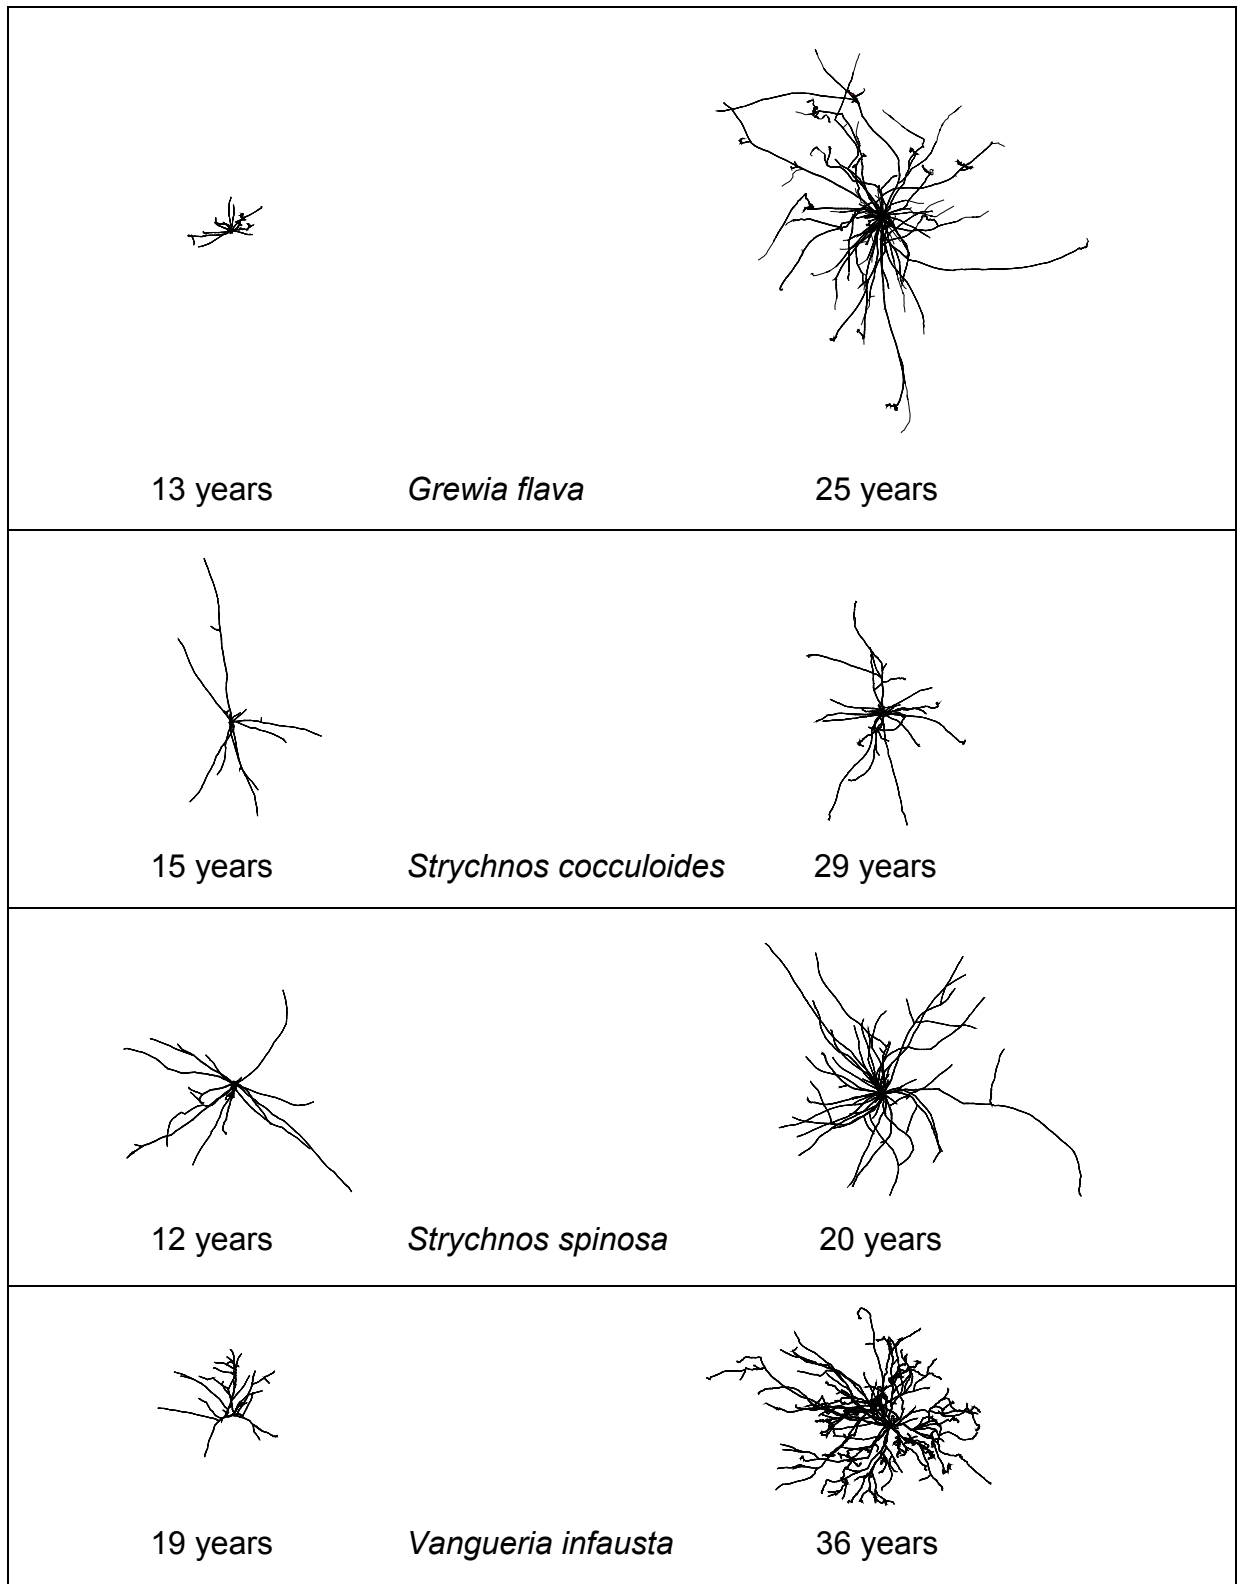 13 years Grewia flava 25 years
15 years Strychnos cocculoides 29 years
12 years Strychnos spinosa 20 years
19 years Vangueria infausta 36 years